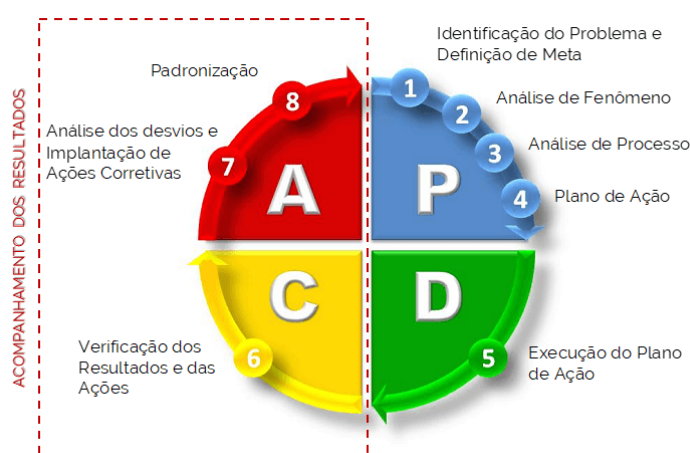 ACOMPANHAMENTO DOS RESULTADOS
Identificação do Problema e
Definição de Meta
1
Análise de Fenômeno
2
Análise de Processo
3
Plano de Ação
4
P
D
5
Execução do Plano
de Ação
C
6
Verificação dos
Resultados e das
Ações
A
7
Análise dos desvios e
Implantação de
Ações Corretivas
8
Padronização